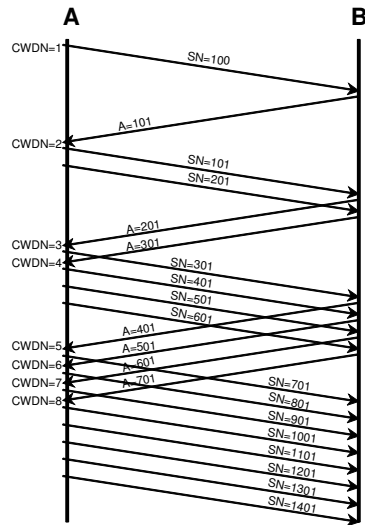 A B
CWDN=1
SN=100
A=101
CWDN=2
SN=101
SN=201
A=201
CWDN=3
A=301
CWDN=4
SN=301
SN=401
SN=501
SN=601
A=401
CWDN=5
A=501
CWDN=6
A=601
CWDN=7
A=701
CWDN=8
SN=701
SN=801
SN=901
SN=1001
SN=1101
SN=1201
SN=1301
SN=1401